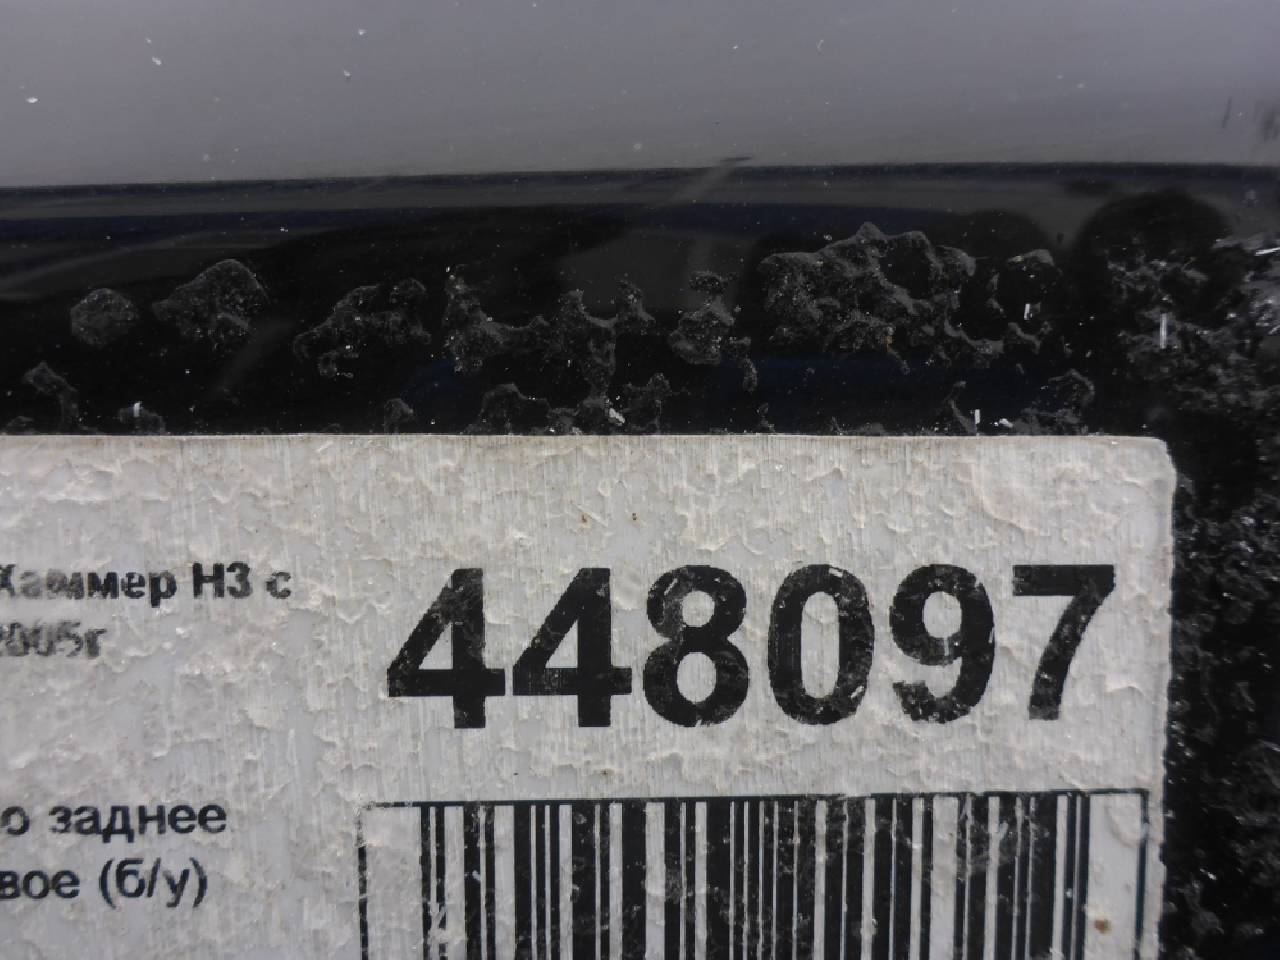 Хаммер H3 с
2005г
448097
о заднее
вое (б/у)